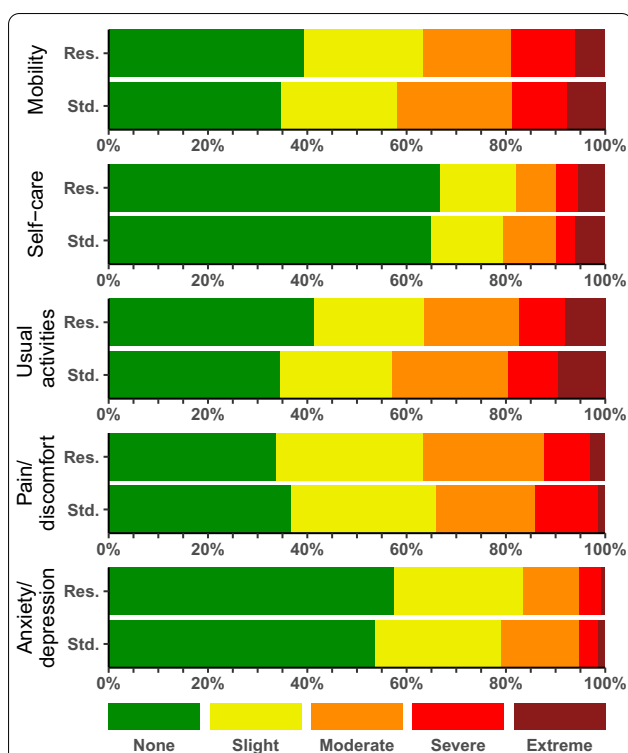 Mobility
Res.
Std.
0% 20% 40% 60% 80% 100%
Self-care
Res.
Std.
0% 20% 40% 60% 80% 100%
Usual
activities
Res.
Std.
0% 20% 40% 60% 80% 100%
Pain/
discomfort
Res.
Std.
0% 20% 40% 60% 80% 100%
Anxiety/
depression
Res.
Std.
0% 20% 40% 60% 80% 100%
None Slight Moderate Severe Extreme